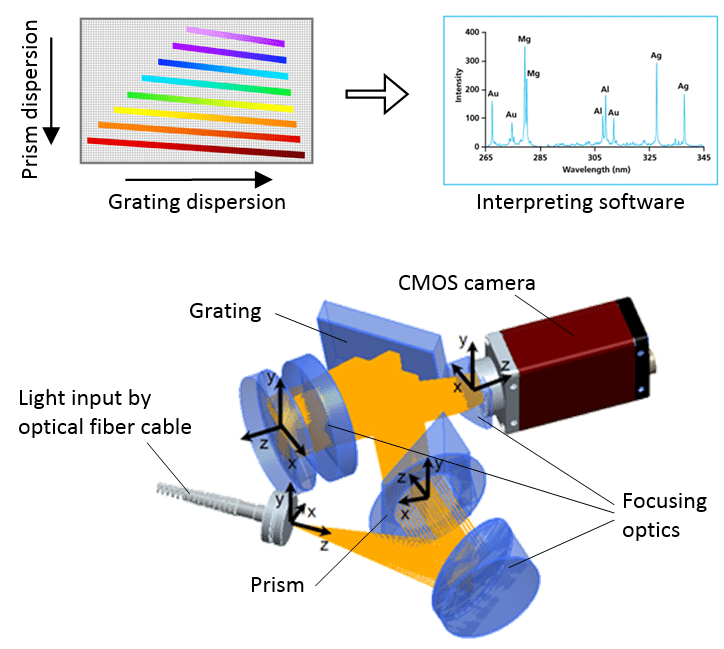 Prism dispersion
Grating dispersion
Intensity
400
300
200
100
0
Au
Au
Mg
Mg
Al
Al
Au
Ag
Ag
265
285
305
325
345
Wavelength (nm)
Interpreting software
CMOS camera
Grating
Light input by
optical fiber cable
Prism
Focusing
optics
y
z
x
y
z
x
y
z
x
y
x
z